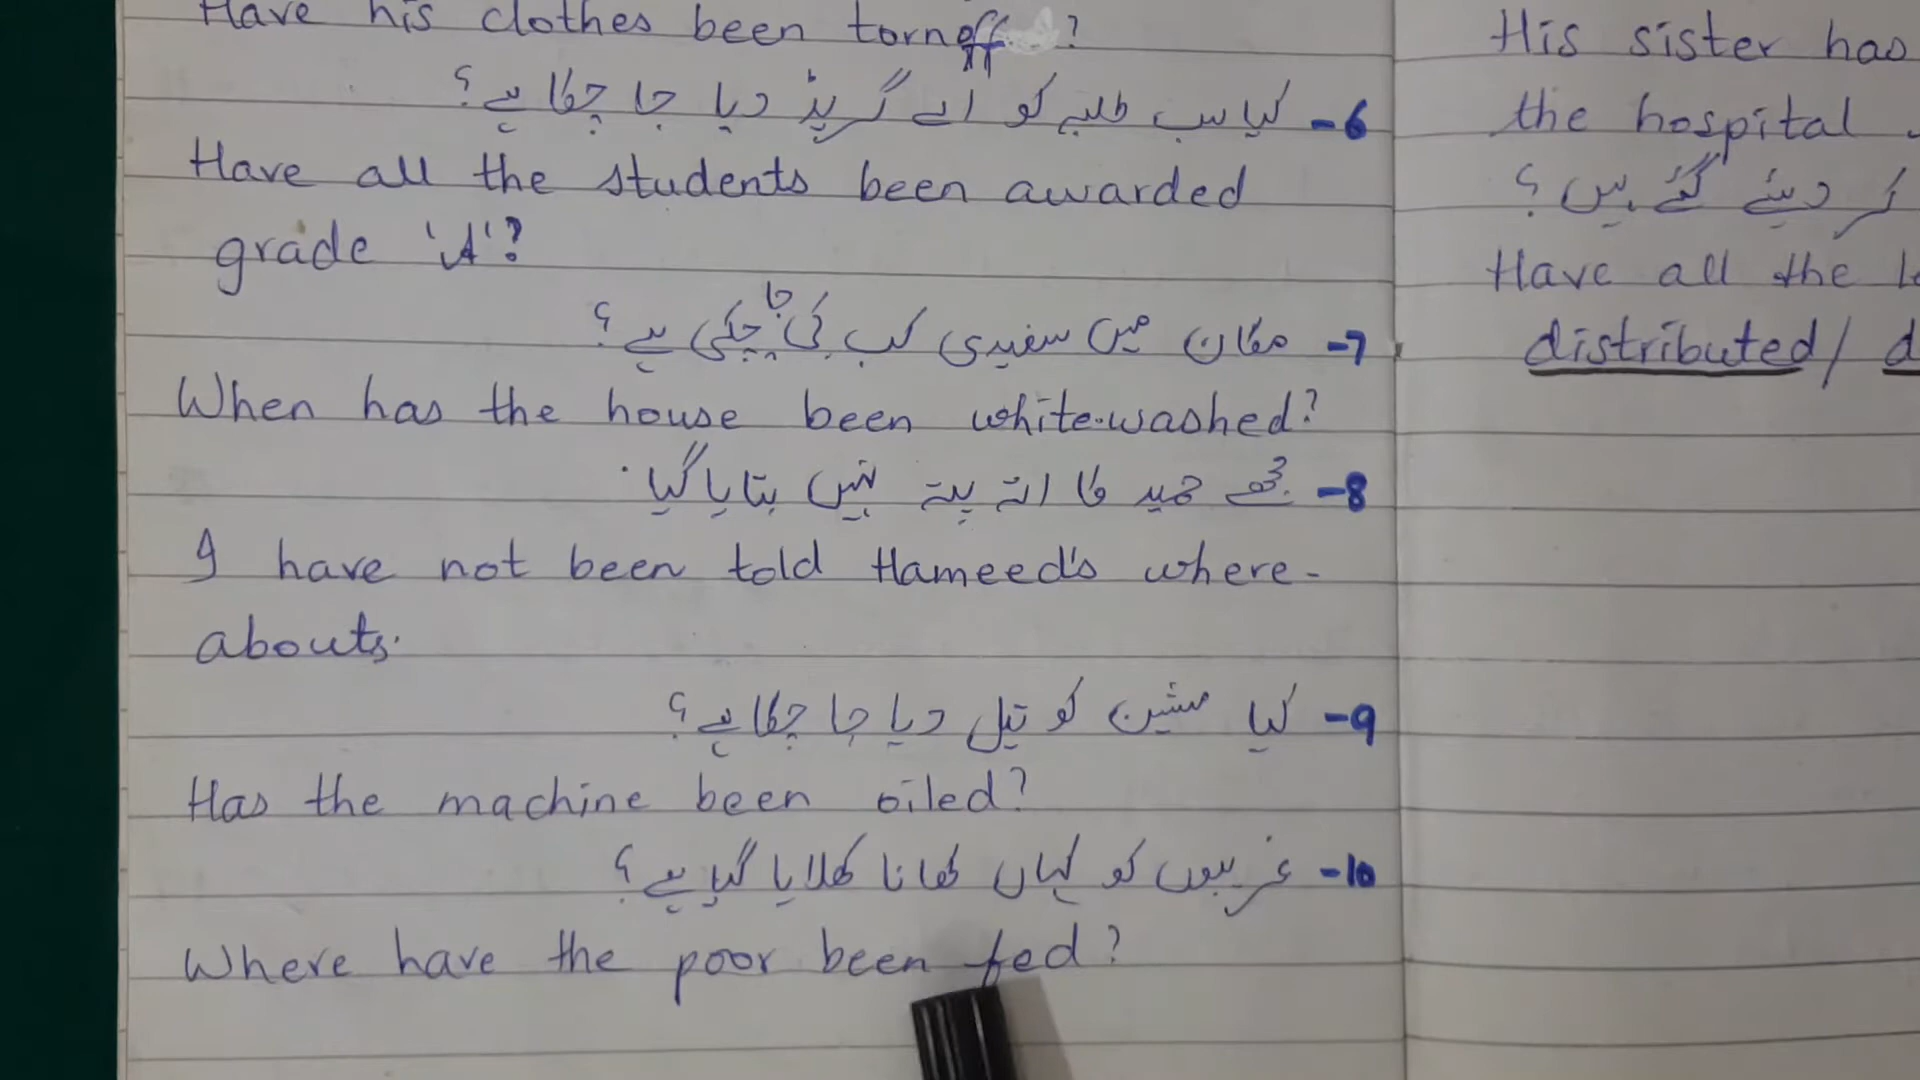 Have his clothes been torn off ?
6- کیا سب طلبے کو اے گریڈ دیا جا چکا ہے؟
Have all the students been awarded
grade 'A'?
7- مکان میں سفیدی کب کی جا چکی ہے؟
When has the house been white-washed?
8- مجھے حمید کا اتہ پتہ نہیں بتایا گیا۔
I have not been told Hameed's where-
abouts.
9- کیا مشین کو تیل دیا جا چکا ہے؟
Has the machine been oiled?
10- غریبوں کو کہاں کھانا کھلایا گیا ہے؟
Where have the poor been fed?
His sister has
the hospital
کر دیئے گئے ہیں؟
Have all the
distributed/